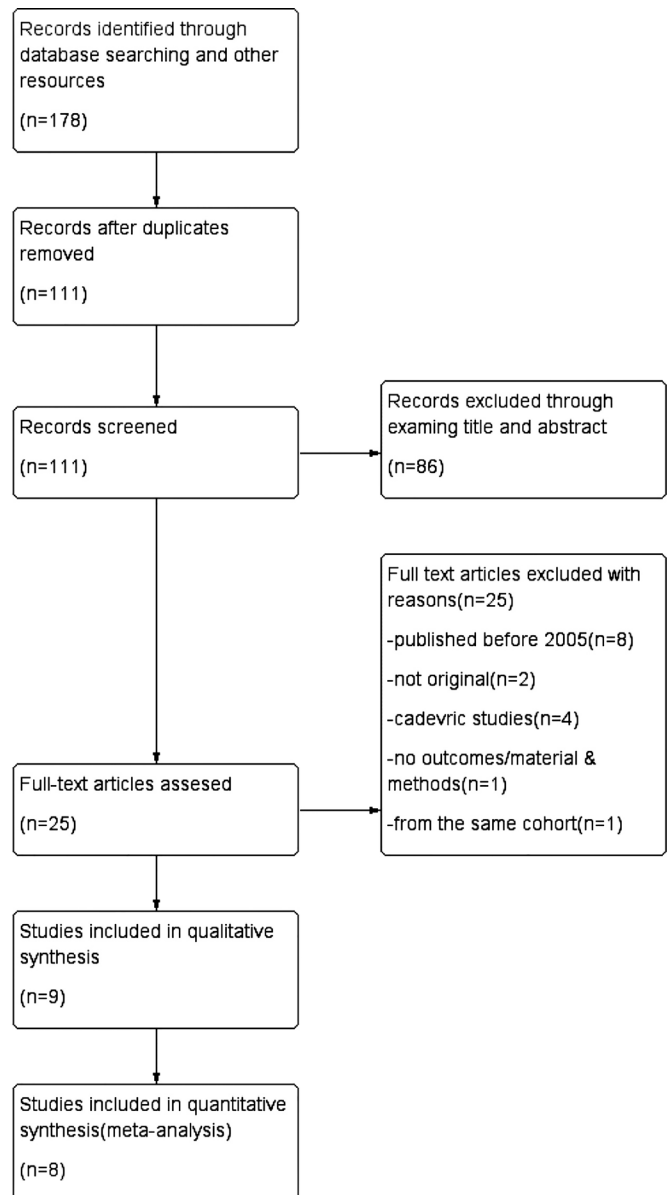 Records identified through
database searching and other
resources
(n=178)
Records after duplicates
removed
(n=111)
Records screened
(n=111)
Records excluded through
examing title and abstract
(n=86)
Full text articles excluded with
reasons(n=25)
-published before 2005(n=8)
-not original(n=2)
-cadevric studies(n=4)
-no outcomes/material &
methods(n=1)
-from the same cohort(n=1)
Full-text articles assesed
(n=25)
Studies included in qualitative
synthesis
(n=9)
Studies included in quantitative
synthesis(meta-analysis)
(n=8)